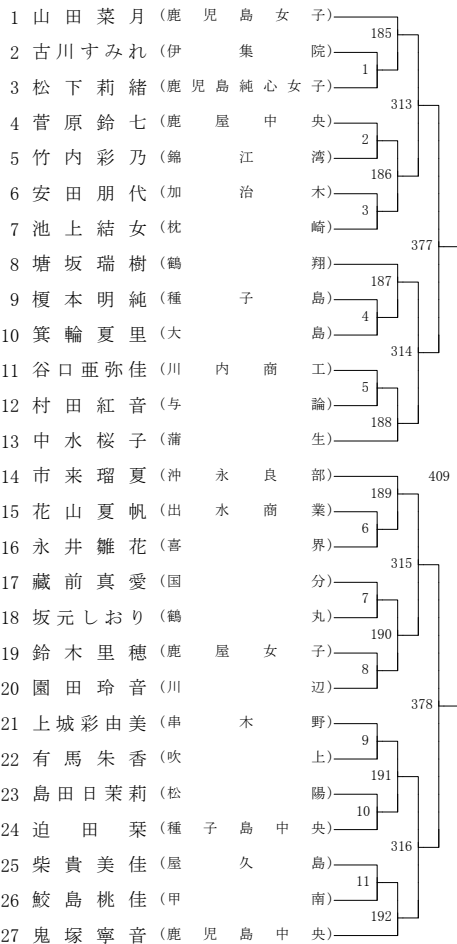 1 山田菜月 (鹿児島女子)
2 古川すみれ (伊集院)
3 松下莉緒 (鹿児島純心女子)
4 菅原鈴七 (鹿屋中央)
5 竹内彩乃 (錦江湾)
6 安田朋代 (加治木)
7 池上結女 (枕崎)
8 塘坂瑞樹 (鶴翔)
9 榎本明純 (種子島)
10 箕輪夏里 (大島)
11 谷口亜弥佳 (川内商工)
12 村田紅音 (与論)
13 中水桜子 (蒲生)
14 市来瑠夏 (沖永良部)
15 花山夏帆 (出水商業)
16 永井雛花 (喜界)
17 藏前真愛 (国分)
18 坂元しおり (鶴丸)
19 鈴木里穂 (鹿屋女子)
20 園田玲音 (川辺)
21 上城彩由美 (串木野)
22 有馬朱香 (吹上)
23 島田日茉莉 (松陽)
24 迫田栞 (種子島中央)
25 柴貴美佳 (屋久島)
26 鮫島桃佳 (甲南)
27 鬼塚寧音 (鹿児島中央)
185
1
313
2
186
3
377
187
4
314
5
188
409
189
6
315
7
190
8
378
9
191
10
316
11
192